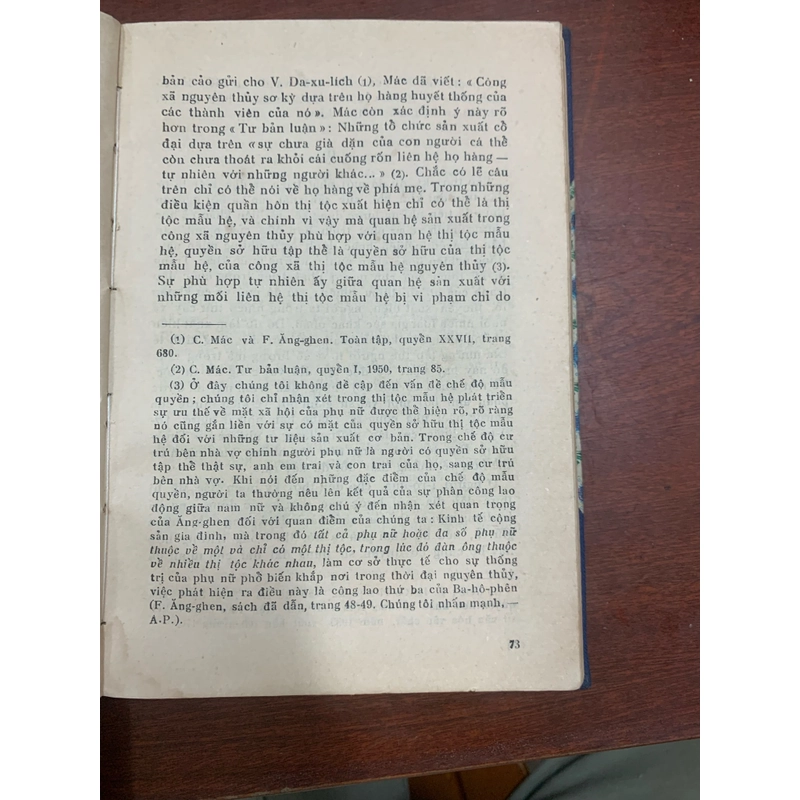 bản cảo gửi cho V. Da-xu-lích (1), Mác đã viết : « Công
xã nguyên thủy sơ kỳ dựa trên họ hàng huyết thống của
các thành viên của nó ». Mác còn xác định ý này rõ
hơn trong « Tư bản luận » : Những tổ chức sản xuất cổ
đại dựa trên « sự chưa già dặn của con người cá thể
còn chưa thoát ra khỏi cái cuống rốn liên hệ họ hàng —
tự nhiên với những người khác... » (2). Chắc có lẽ câu
trên chỉ có thể nói về họ hàng về phía mẹ. Trong những
điều kiện quần hôn thị tộc xuất hiện chỉ có thể là thị
tộc mẫu hệ, và chính vì vậy mà quan hệ sản xuất trong
công xã nguyên thủy phù hợp với quan hệ thị tộc mẫu
hệ, quyền sở hữu tập thể là quyền sở hữu của thị tộc
mẫu hệ, của công xã thị tộc mẫu hệ nguyên thủy (3).
Sự phù hợp tự nhiên ấy giữa quan hệ sản xuất với
những mối liên hệ thị tộc mẫu hệ bị vi phạm chỉ do
(1) C. Mác và F. Ăng-ghen. Toàn tập, quyển XXVII, trang
680.
(2) C. Mác. Tư bản luận, quyển I, 1950, trang 85.
(3) Ở đây chúng tôi không đề cập đến vấn đề chế độ mẫu
quyền ; chúng tôi chỉ nhận xét trong thị tộc mẫu hệ phát triển
sự ưu thế về mặt xã hội của phụ nữ được thể hiện rõ, rõ ràng
nó cũng gắn liền với sự có mặt của quyền sở hữu thị tộc mẫu
hệ đối với những tư liệu sản xuất cơ bản. Trong chế độ cư
trú bên nhà vợ chính người phụ nữ là người có quyền sở hữu
tập thể thật sự, anh em trai và con trai của họ, sang cư trú
bên nhà vợ. Khi nói đến những đặc điểm của chế độ mẫu
quyền, người ta thường nêu lên kết quả của sự phân công lao
động giữa nam nữ và không chú ý đến nhận xét quan trọng
của Ăng-ghen đối với quan điểm của chúng ta : Kinh tế cộng
sản gia đình, mà trong đó tất cả phụ nữ hoặc đa số phụ nữ
thuộc về một và chỉ có một thị tộc, trong lúc đó đàn ông thuộc
về nhiều thị tộc khác nhau, làm cơ sở thực tế cho sự thống
trị của phụ nữ phổ biến khắp nơi trong thời đại nguyên thủy,
việc phát hiện ra điều này là công lao thứ ba của Ba-hô-phên
(F. Ăng-ghen, sách đã dẫn, trang 48-49. Chúng tôi nhấn mạnh, —
A.P.).
73